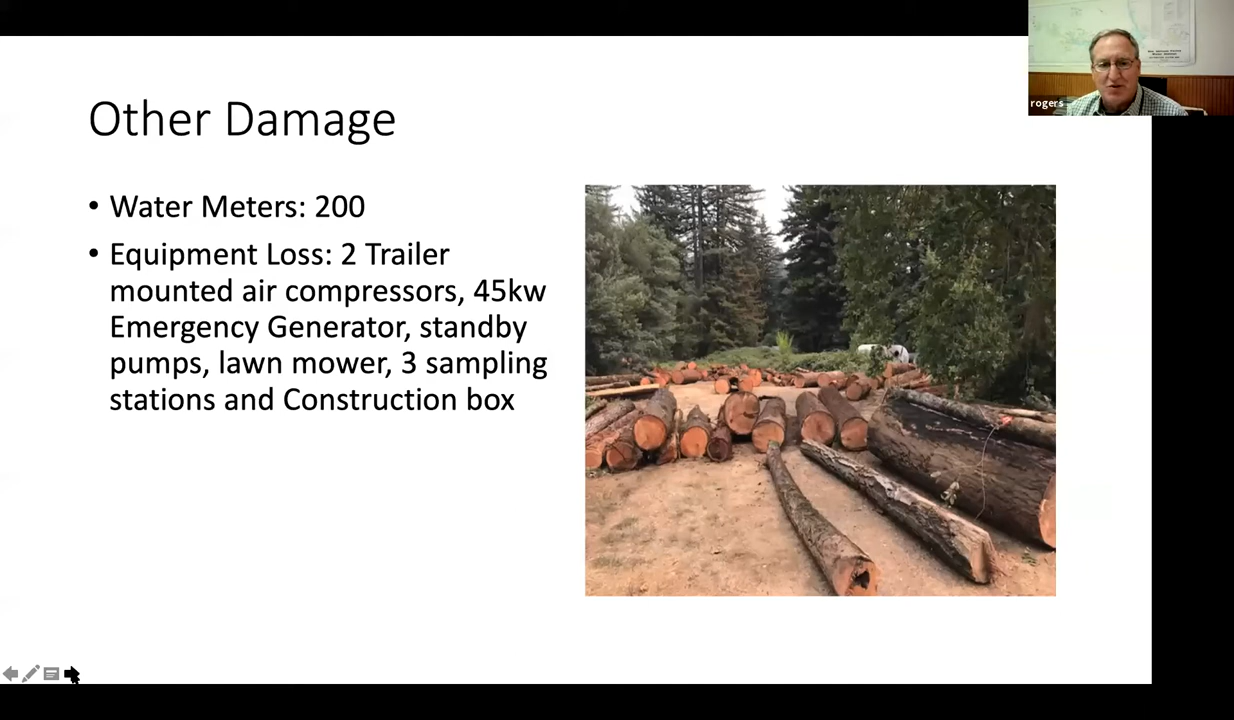 Other Damage
• Water Meters: 200
• Equipment Loss: 2 Trailer
mounted air compressors, 45kw
Emergency Generator, standby
pumps, lawn mower, 3 sampling
stations and Construction box
rogers